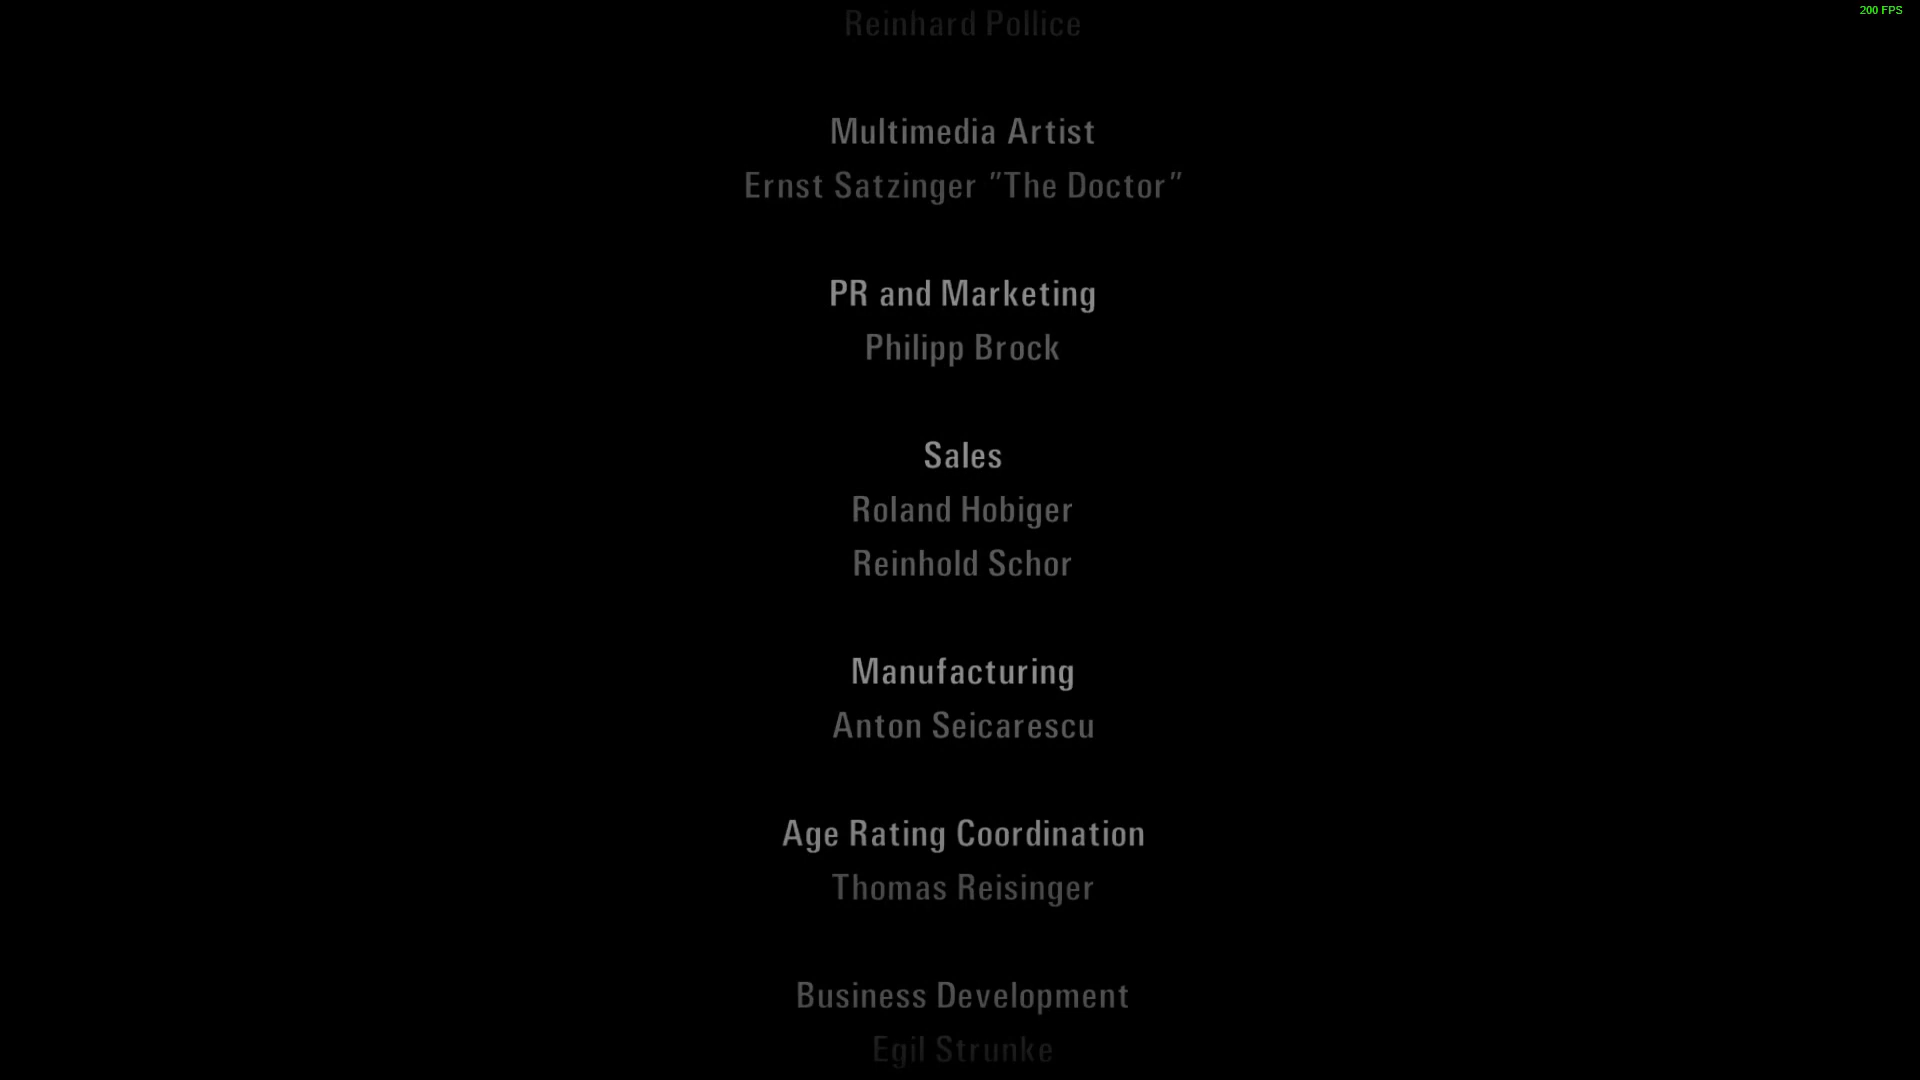 200 FPS
Reinhard Pollice
Multimedia Artist
Ernst Satzinger "The Doctor"
PR and Marketing
Philipp Brock
Sales
Roland Hobiger
Reinhold Schor
Manufacturing
Anton Seicarescu
Age Rating Coordination
Thomas Reisinger
Business Development
Egil Strunke